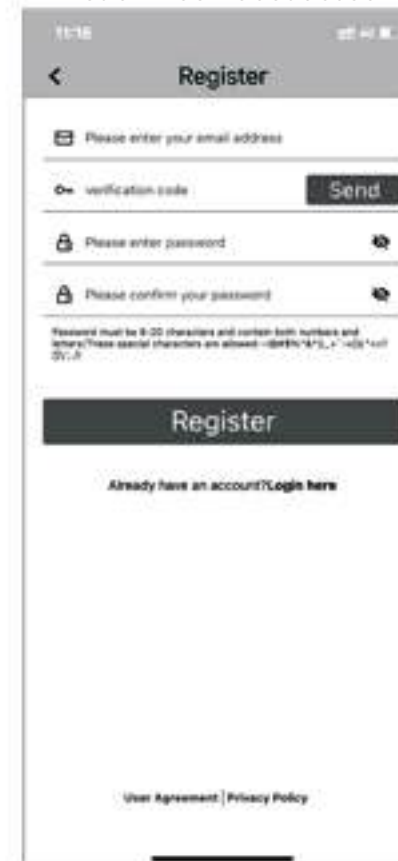 11:16
Register
Please enter your email address
verification code
Send
Please enter password
Please confirm your password
Password must be 8-20 characters and contain both numbers and
letters.These special characters are allowed
Register
Already have an account?Login here
User Agreement | Privacy Policy